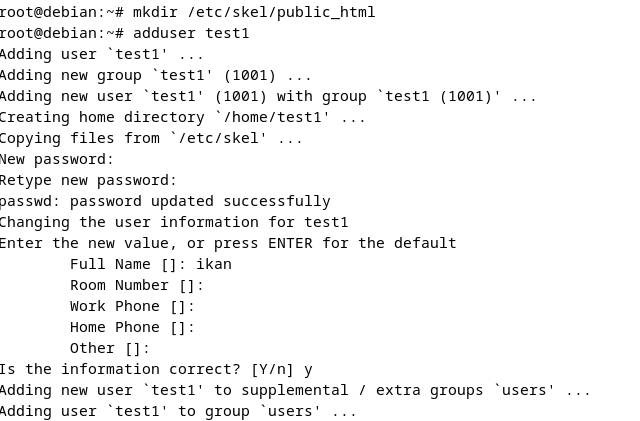 root@debian:~# mkdir /etc/skel/public_html
root@debian:~# adduser test1
Adding user `test1' ...
Adding new group `test1' (1001) ...
Adding new user `test1' (1001) with group `test1 (1001)' ...
Creating home directory `/home/test1' ...
Copying files from `/etc/skel' ...
New password:
Retype new password:
passwd: password updated successfully
Changing the user information for test1
Enter the new value, or press ENTER for the default
        Full Name []: ikan
        Room Number []:
        Work Phone []:
        Home Phone []:
        Other []:
Is the information correct? [Y/n] y
Adding new user `test1' to supplemental / extra groups `users' ...
Adding user `test1' to group `users' ...